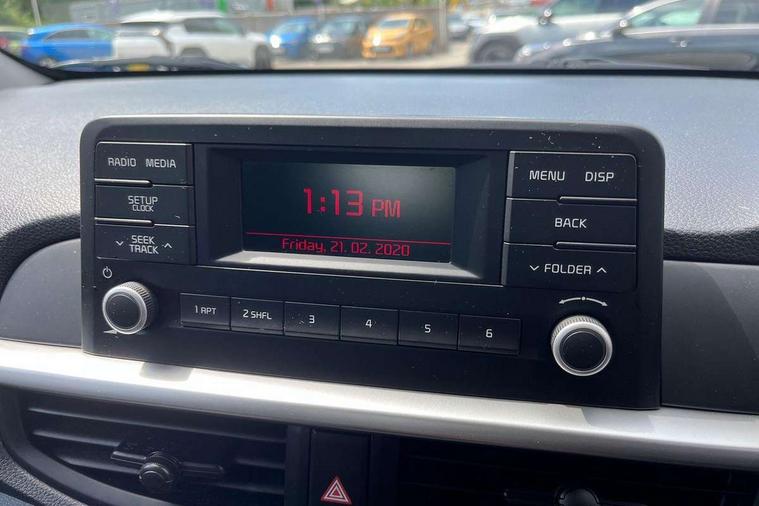 RADIO MEDIA
SETUP
CLOCK
SEEK
TRACK
1:13 PM
Friday, 21. 02. 2020
MENU DISP
BACK
FOLDER
1 RPT 2 SHFL 3 4 5 6